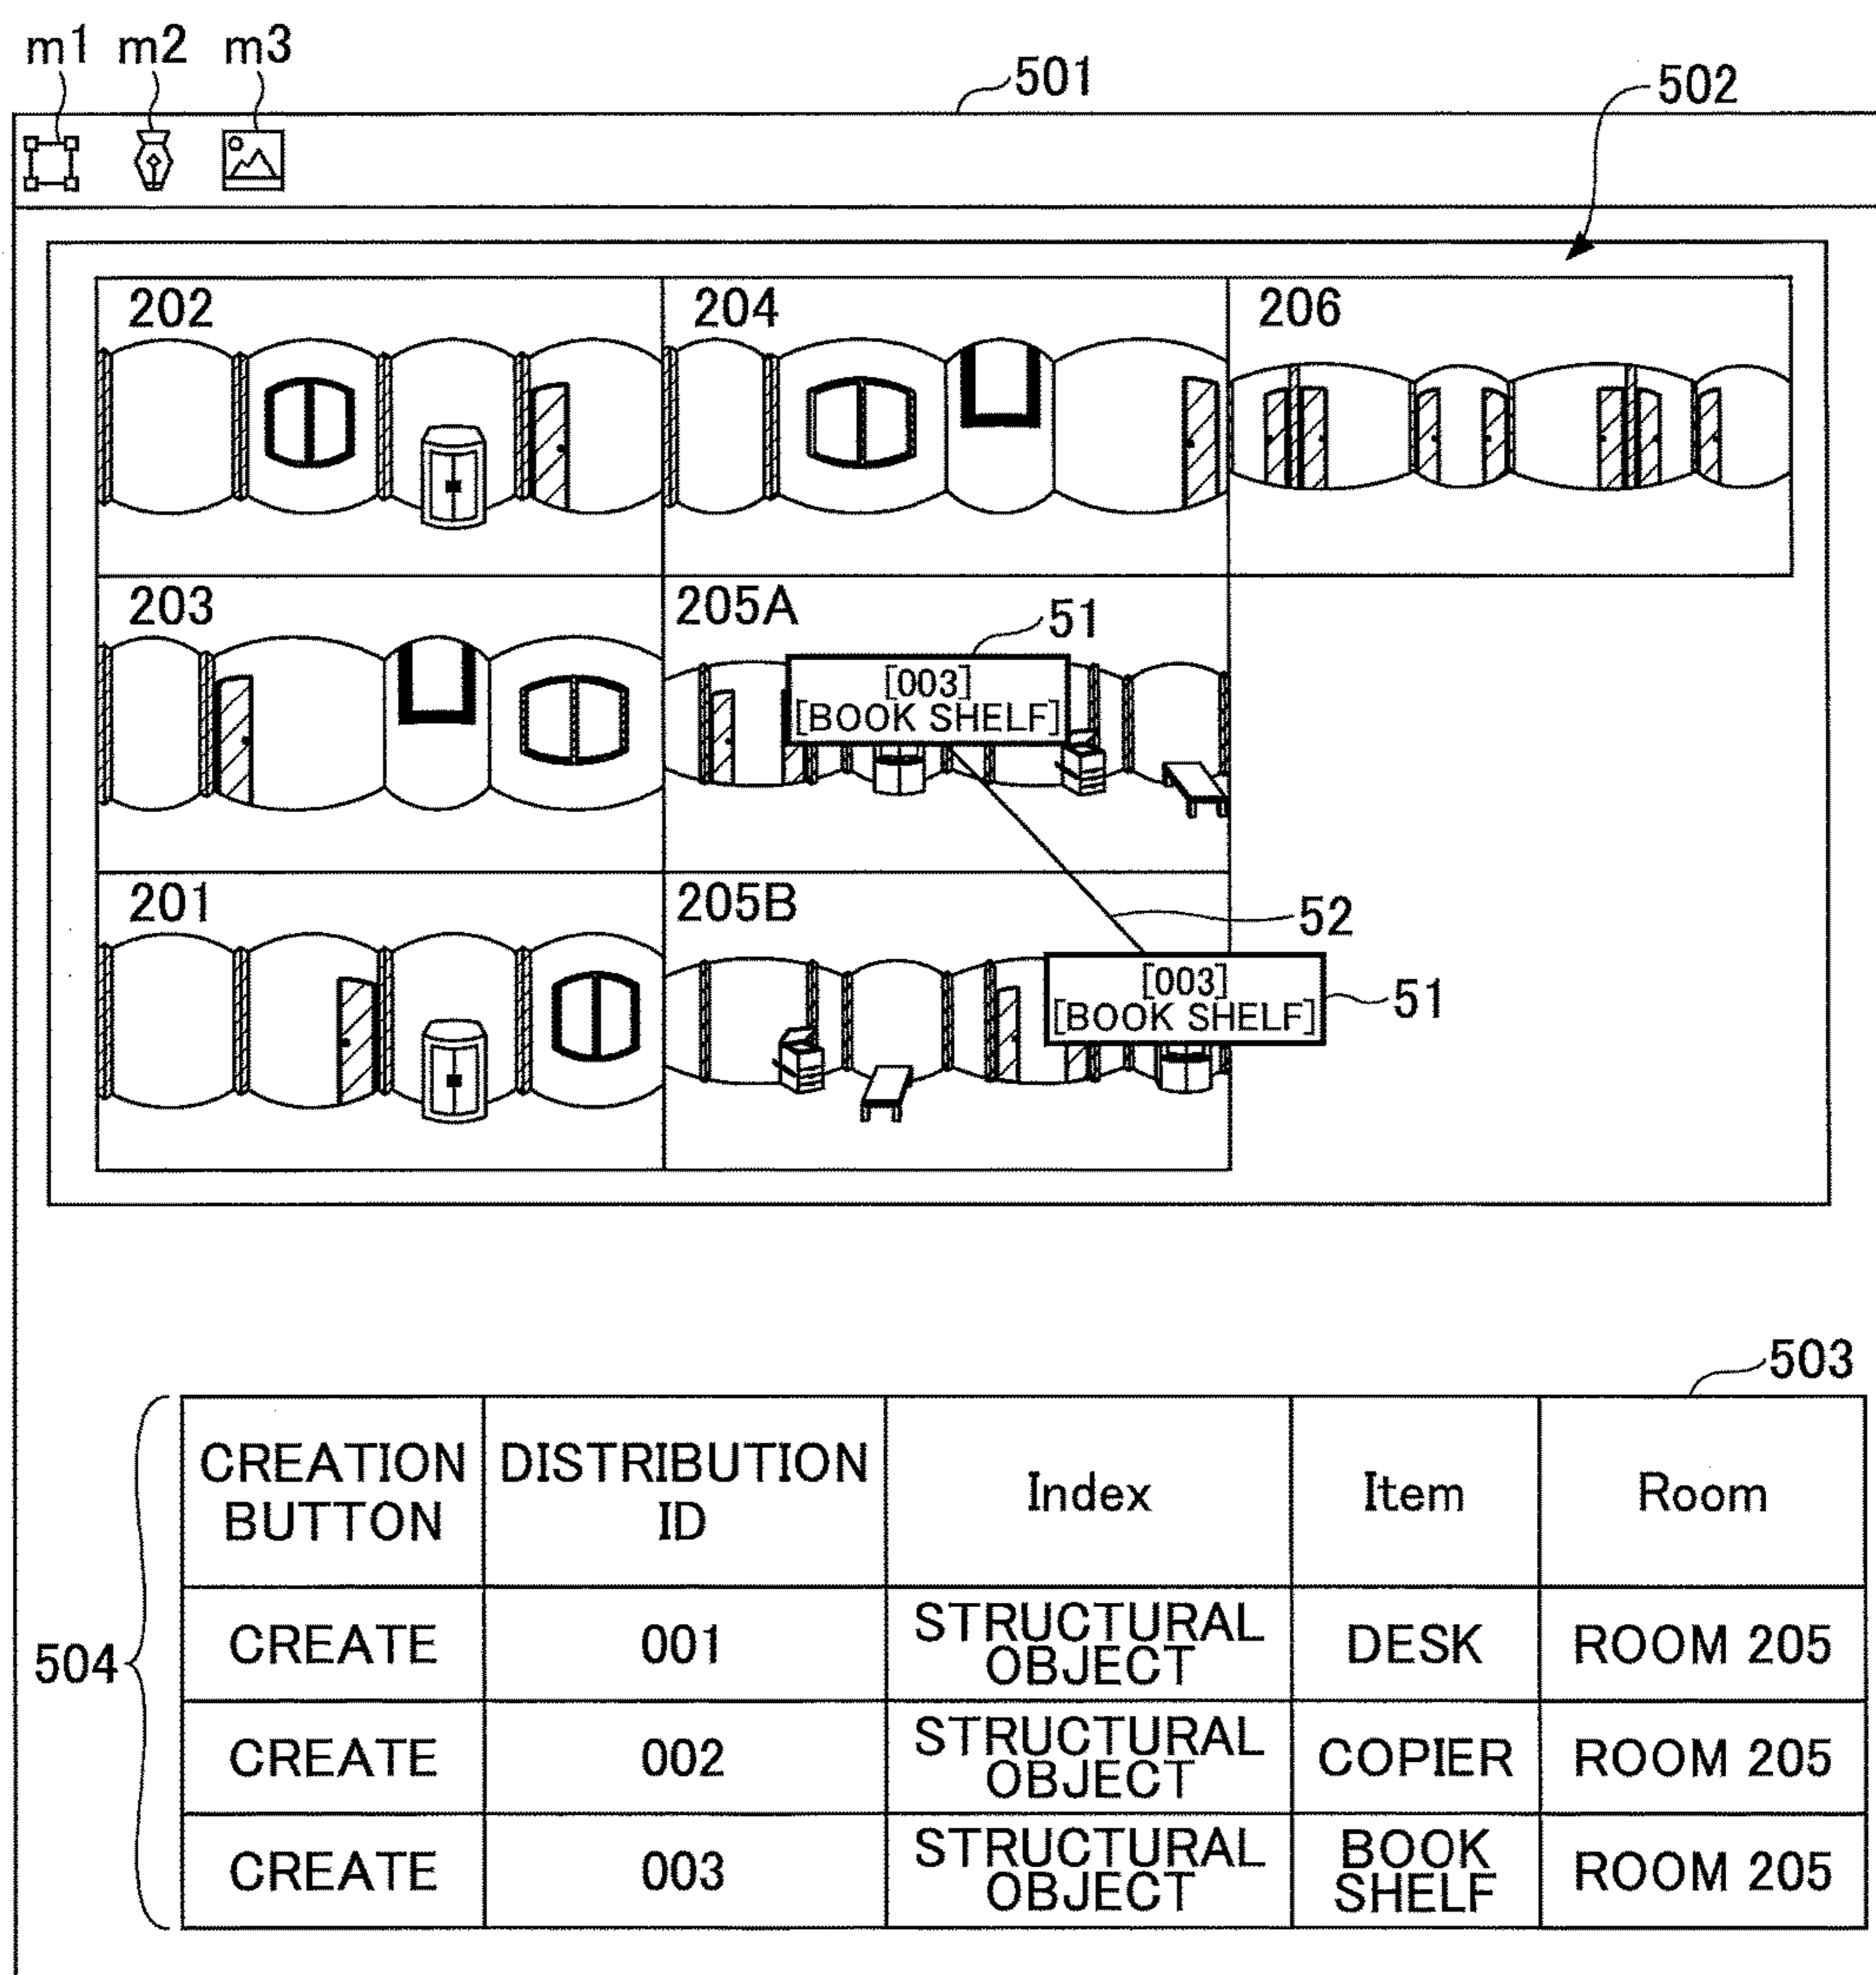 m1 m2 m3
501
502
202
204
206
203
205A
51
[003]
[BOOK SHELF]
201
205B
52
[003]
[BOOK SHELF]
51
503
504
CREATION
BUTTON
DISTRIBUTION
ID
Index
Item
Room
CREATE
001
STRUCTURAL
OBJECT
DESK
ROOM 205
CREATE
002
STRUCTURAL
OBJECT
COPIER
ROOM 205
CREATE
003
STRUCTURAL
OBJECT
BOOK
SHELF
ROOM 205